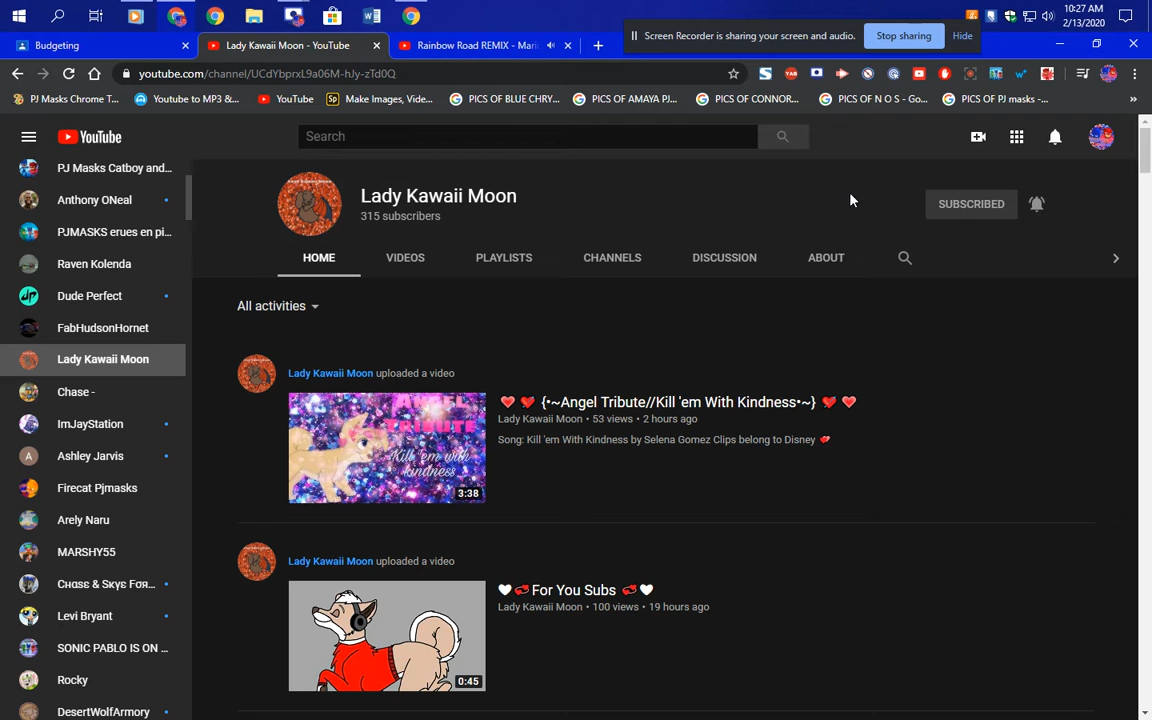 10:27 AM
2/13/2020
Screen Recorder is sharing your screen and audio. Stop sharing Hide
Budgeting Lady Kawaii Moon - YouTube Rainbow Road REMIX - Mari
youtube.com/channel/UCdYbprxL9a06M-hJy-zTd0Q
PJ Masks Chrome T... Youtube to MP3 &... YouTube Make Images, Vide... PICS OF BLUE CHRY... PICS OF AMAYA PJ... PICS OF CONNOR... PICS OF N O S - Go... PICS OF PJ masks -...
YouTube Search
PJ Masks Catboy and...
Anthony ONeal
PJMASKS erues en pi...
Raven Kolenda
Dude Perfect
FabHudsonHornet
Lady Kawaii Moon
Chase -
ImJayStation
Ashley Jarvis
Firecat Pjmasks
Arely Naru
MARSHY55
Cʜαsε & Sᴋყε Fσʀ...
Levi Bryant
SONIC PABLO IS ON ...
Rocky
DesertWolfArmory
Lady Kawaii Moon
315 subscribers
SUBSCRIBED
HOME VIDEOS PLAYLISTS CHANNELS DISCUSSION ABOUT
All activities
Lady Kawaii Moon uploaded a video
❤️ 💖 {•~Angel Tribute//Kill 'em With Kindness•~} 💖 ❤️
Lady Kawaii Moon • 53 views • 2 hours ago
Song: Kill 'em With Kindness by Selena Gomez Clips belong to Disney 💖
ANGEL
TRIBUTE
Kill 'em with
kindness
3:38
Lady Kawaii Moon uploaded a video
🤍💞For You Subs 💞🤍
Lady Kawaii Moon • 100 views • 19 hours ago
0:45